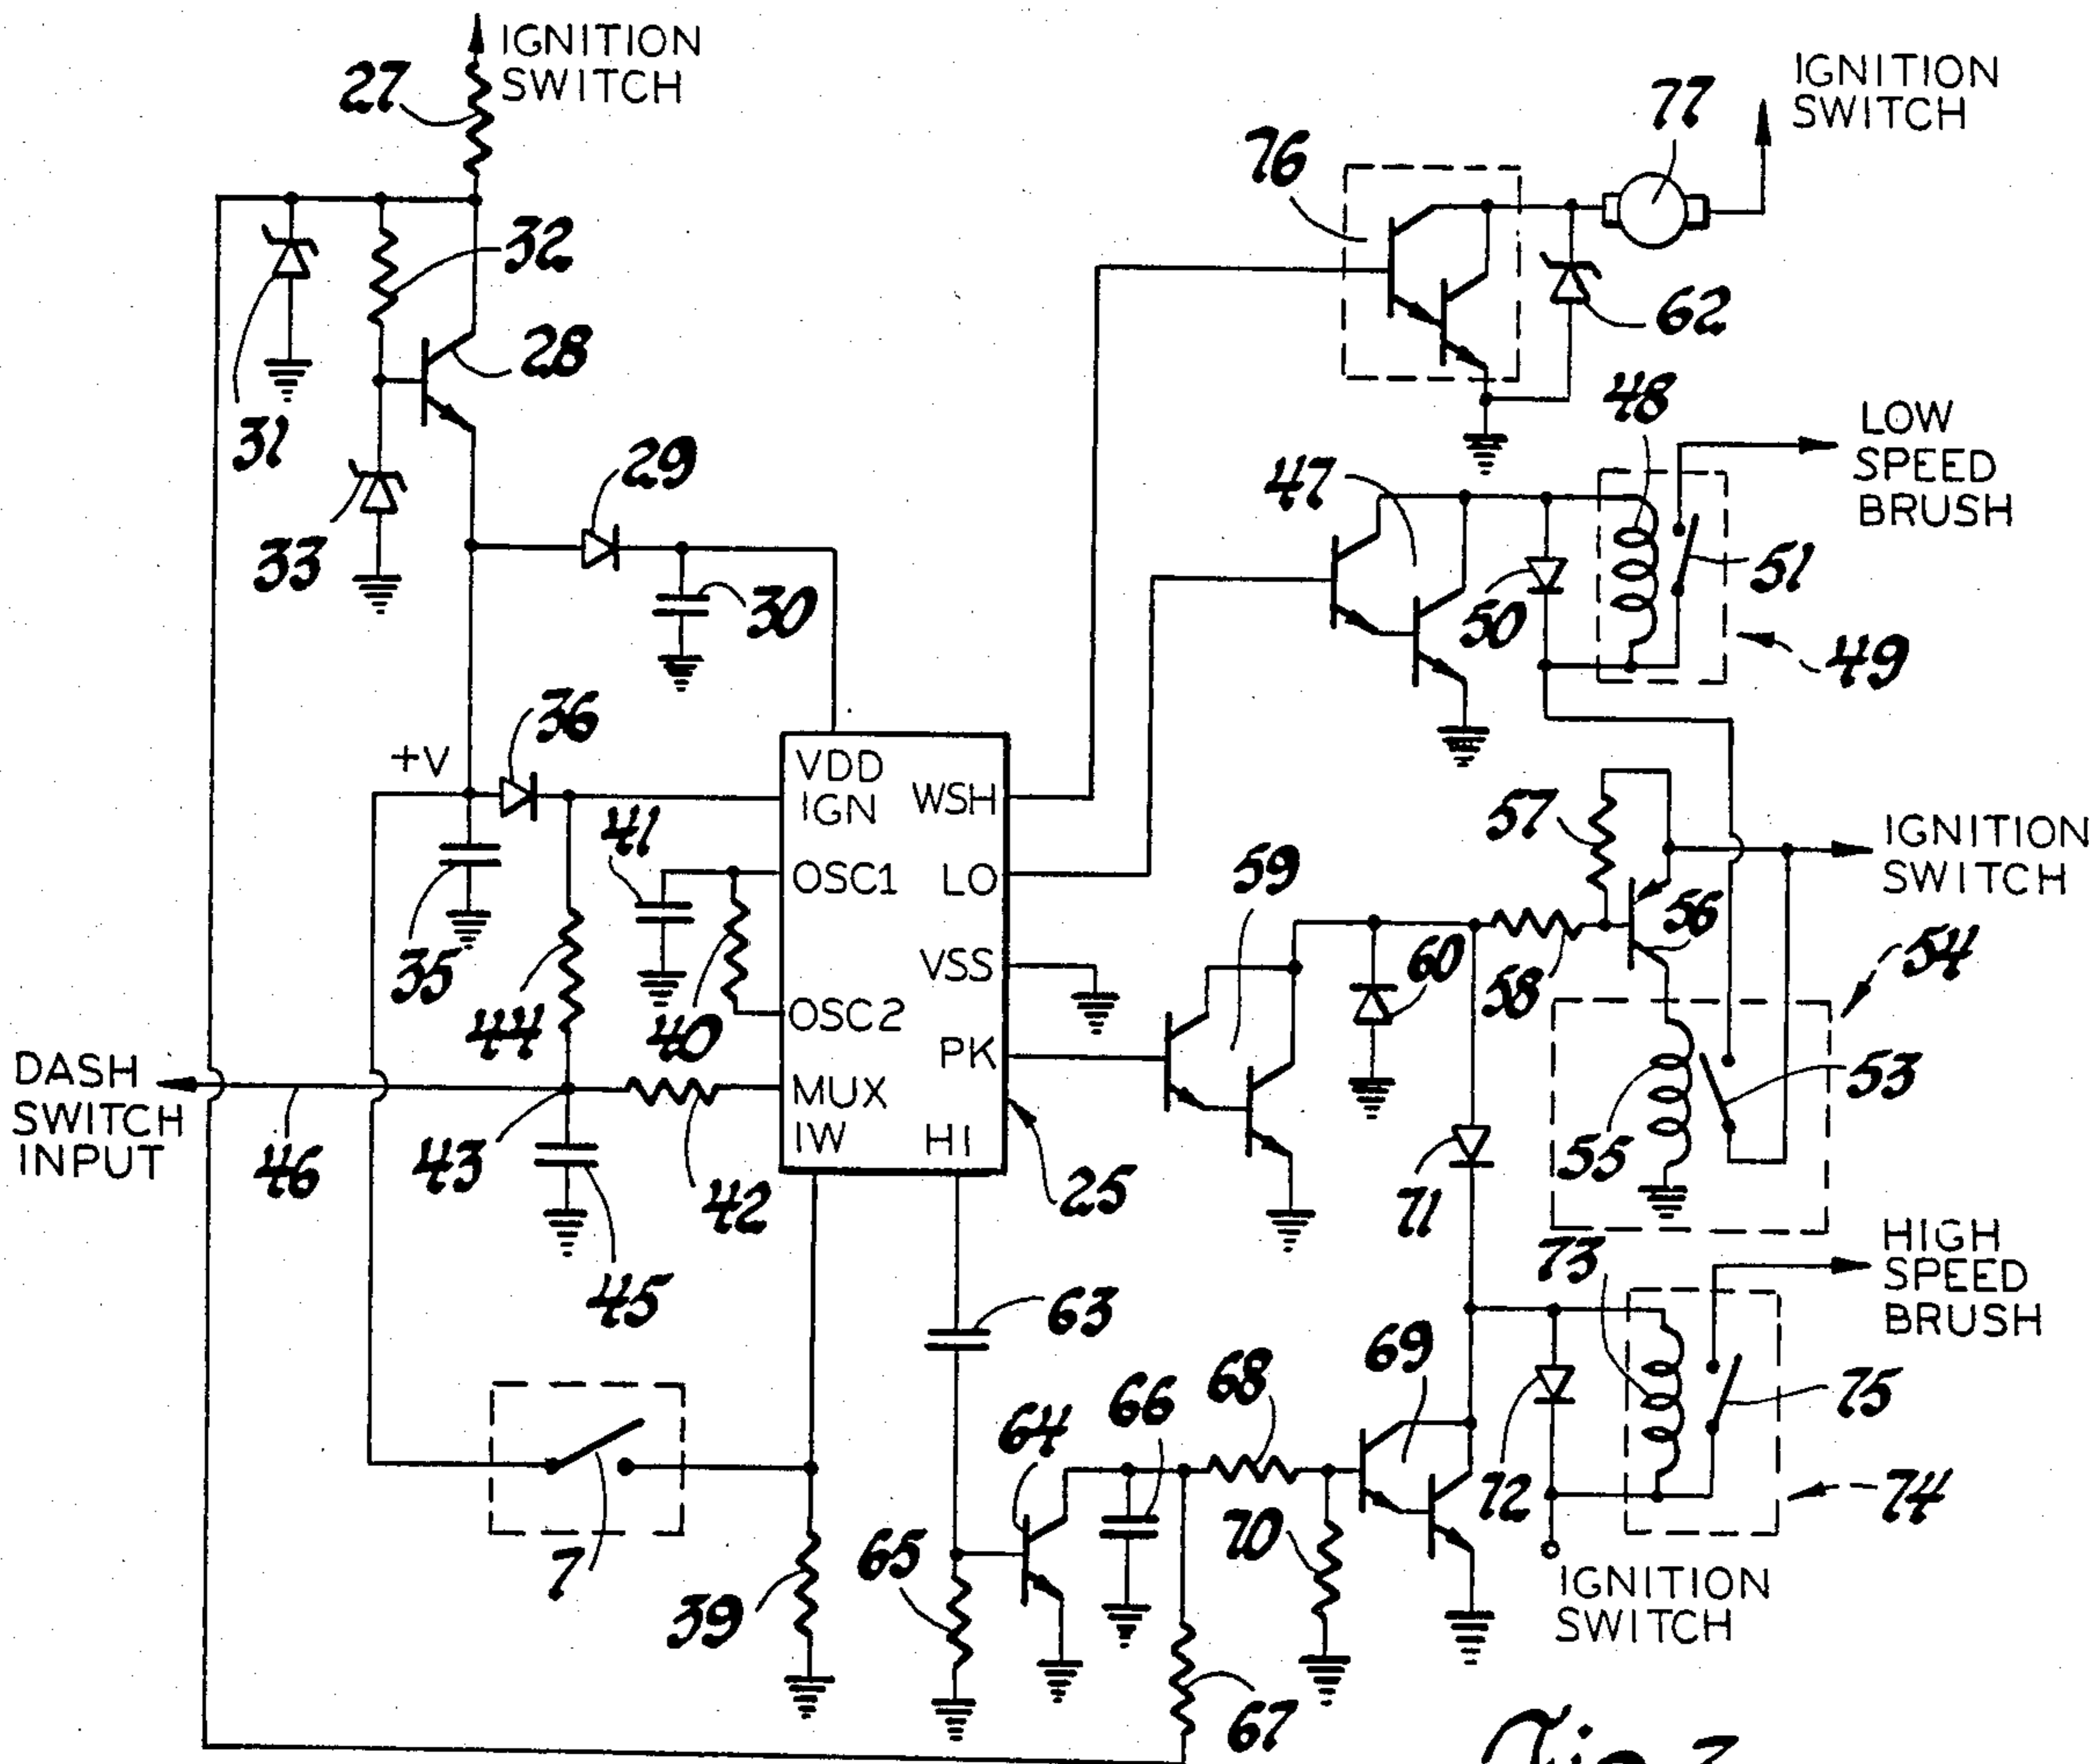 IGNITION
SWITCH
27
IGNITION
SWITCH
77
76
32
62
28
31
48
LOW
SPEED
BRUSH
29
47
33
51
30
50
49
36
+V
VDD
IGN
WSH
57
IGNITION
SWITCH
41
OSC1
LO
59
56
35
VSS
60
58
54
44
40
OSC2
PK
DASH
SWITCH
INPUT
MUX
53
46
43
IW
HI
42
25
71
55
HIGH
SPEED
BRUSH
73
45
63
69
68
66
75
64
72
74
7
65
70
39
IGNITION
SWITCH
67